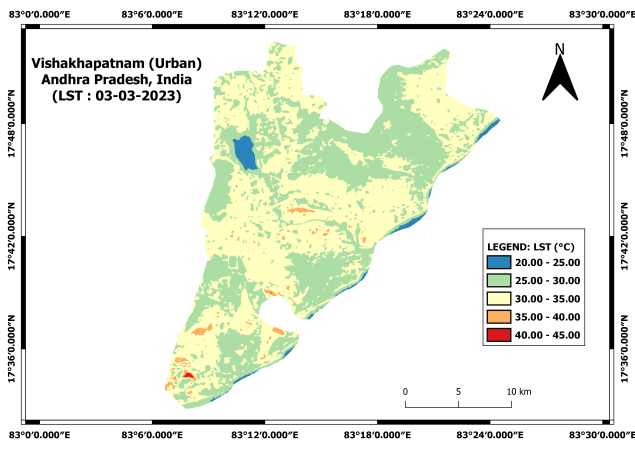 83°0'0.000"E 83°6'0.000"E 83°12'0.000"E 83°18'0.000"E 83°24'0.000"E 83°30'0.000"E
Vishakhapatnam (Urban)
Andhra Pradesh, India
(LST : 03-03-2023)
N
17°48'0.000"N
17°48'0.000"N
17°42'0.000"N
17°42'0.000"N
LEGEND: LST (°C)
20.00 - 25.00
25.00 - 30.00
30.00 - 35.00
35.00 - 40.00
40.00 - 45.00
17°36'0.000"N
17°36'0.000"N
0 5 10 km
83°0'0.000"E 83°6'0.000"E 83°12'0.000"E 83°18'0.000"E 83°24'0.000"E 83°30'0.000"E